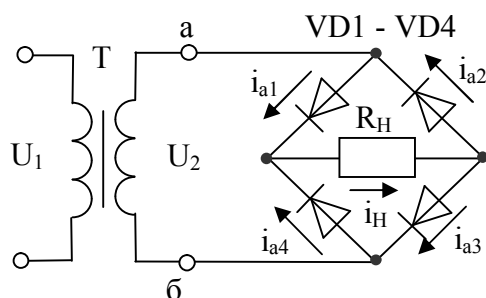 a VD1 - VD4
T
i_a1 i_a2
R_H
U_1 U_2
i_H
i_a4 i_a3
б